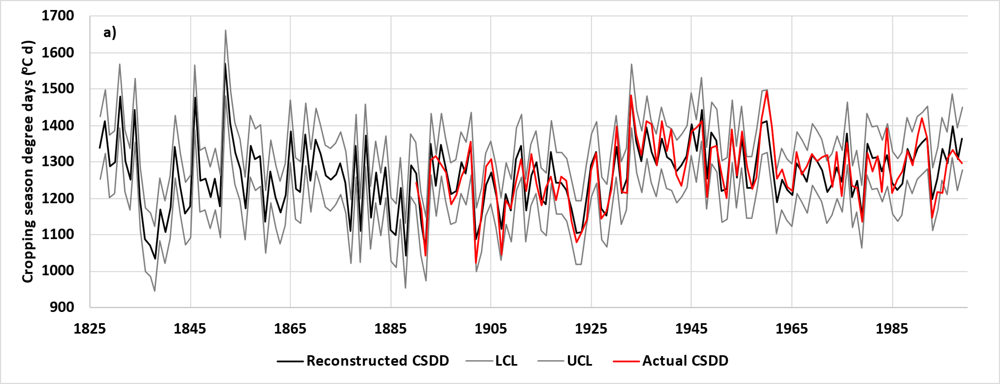 a)
Cropping season degree days (º C d)
1700
1600
1500
1400
1300
1200
1100
1000
900
1825 1845 1865 1885 1905 1925 1945 1965 1985
Reconstructed CSDD LCL UCL Actual CSDD